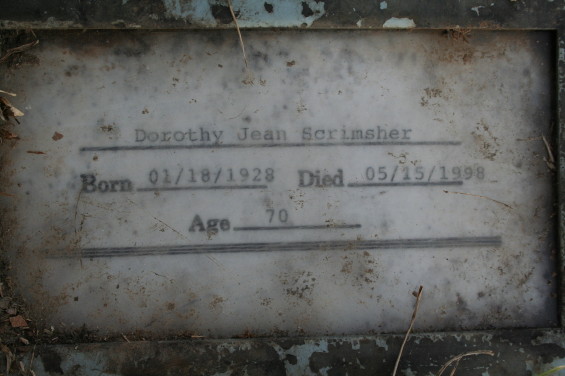 Dorothy Jean Scrimsher
Born 01/18/1928 Died 05/15/1998
Age 70